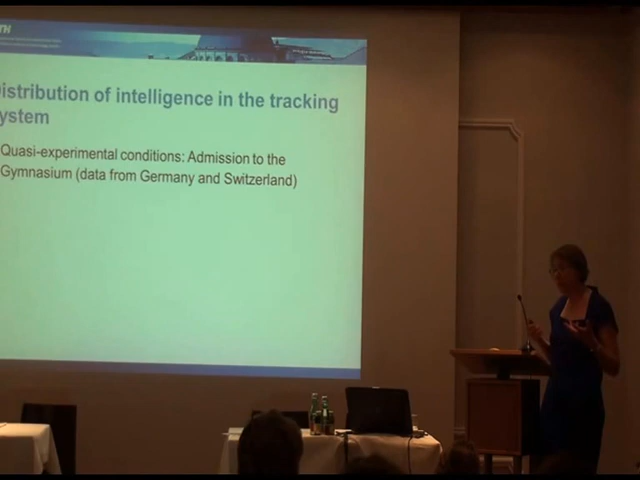 TH
istribution of intelligence in the tracking
ystem
Quasi-experimental conditions: Admission to the
Gymnasium (data from Germany and Switzerland)